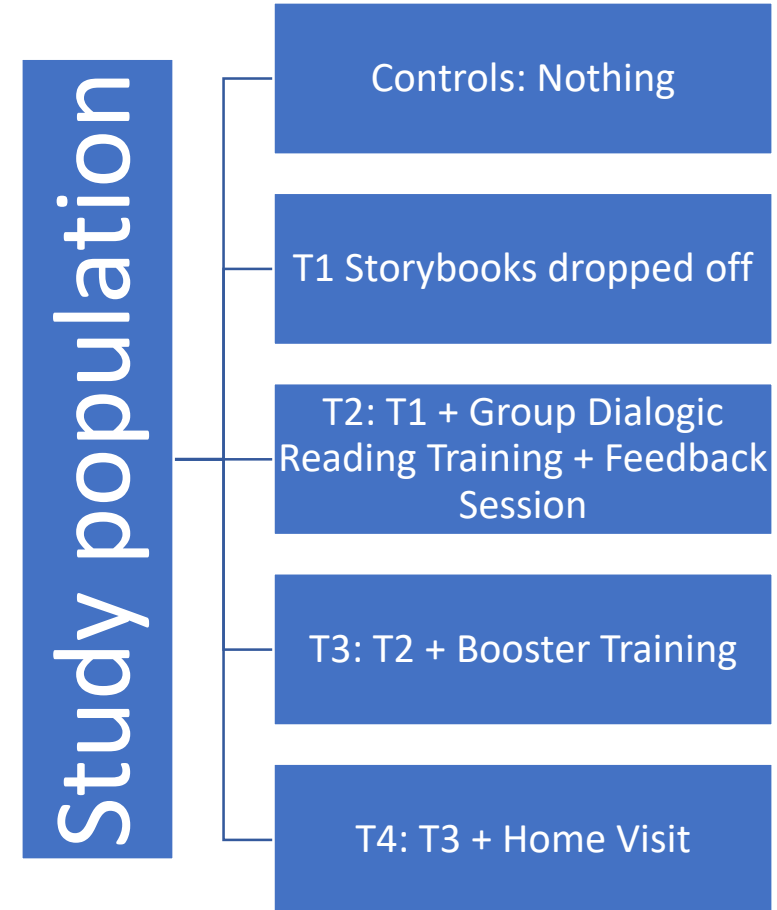 Study population
Controls: Nothing
T1 Storybooks dropped off
T2: T1 + Group Dialogic
Reading Training + Feedback
Session
T3: T2 + Booster Training
T4: T3 + Home Visit